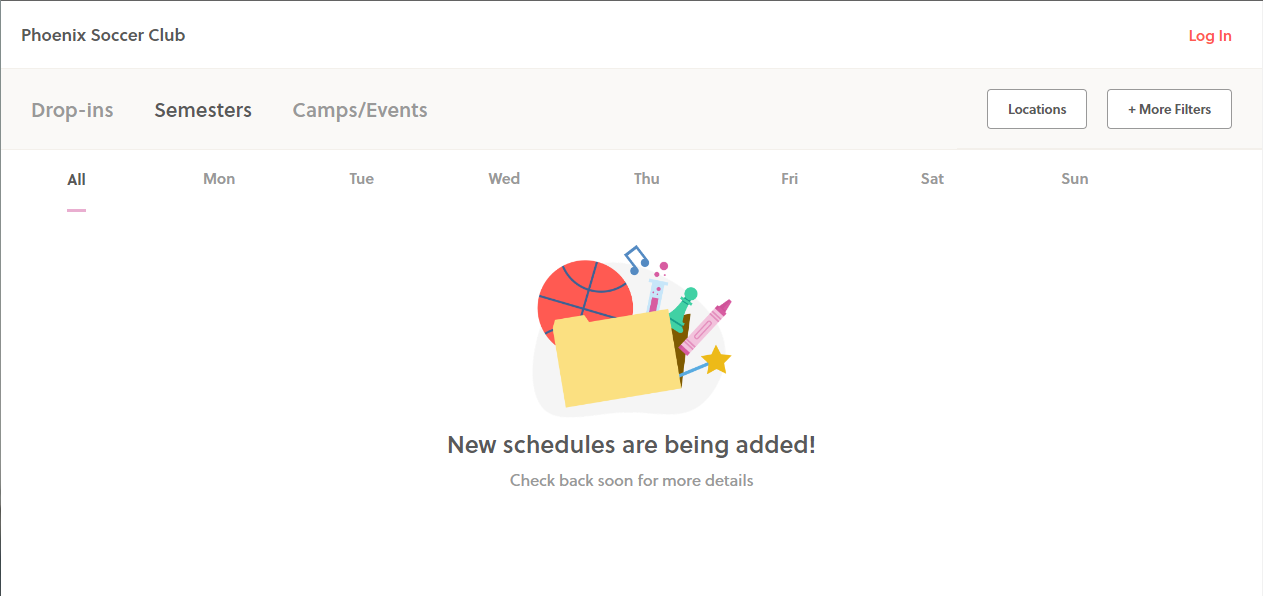 Phoenix Soccer Club
Log In
Drop-ins Semesters Camps/Events Locations + More Filters
All Mon Tue Wed Thu Fri Sat Sun
New schedules are being added!
Check back soon for more details